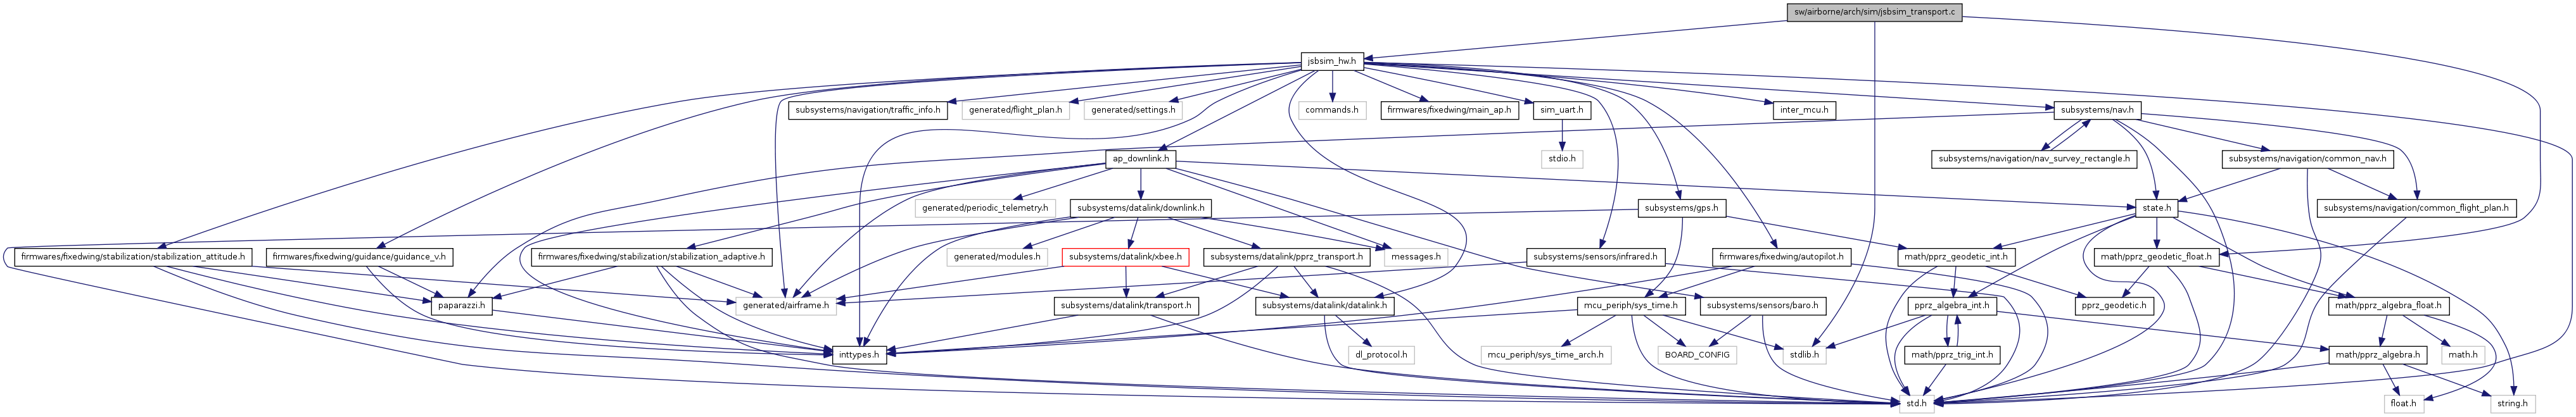 sw/airborne/arch/sim/jsbsim_transport.c
jsbsim_hw.h
subsystems/navigation/traffic_info.h
generated/flight_plan.h
generated/settings.h
commands.h
firmwares/fixedwing/main_ap.h
sim_uart.h
inter_mcu.h
subsystems/nav.h
ap_downlink.h
stdio.h
subsystems/navigation/nav_survey_rectangle.h
subsystems/navigation/common_nav.h
generated/periodic_telemetry.h
subsystems/datalink/downlink.h
subsystems/gps.h
state.h
subsystems/navigation/common_flight_plan.h
firmwares/fixedwing/stabilization/stabilization_attitude.h
firmwares/fixedwing/guidance/guidance_v.h
firmwares/fixedwing/stabilization/stabilization_adaptive.h
generated/modules.h
subsystems/datalink/xbee.h
subsystems/datalink/pprz_transport.h
messages.h
subsystems/sensors/infrared.h
firmwares/fixedwing/autopilot.h
math/pprz_geodetic_int.h
math/pprz_geodetic_float.h
paparazzi.h
generated/airframe.h
subsystems/datalink/transport.h
subsystems/datalink/datalink.h
mcu_periph/sys_time.h
subsystems/sensors/baro.h
pprz_algebra_int.h
pprz_geodetic.h
math/pprz_algebra_float.h
inttypes.h
dl_protocol.h
mcu_periph/sys_time_arch.h
BOARD_CONFIG
stdlib.h
math/pprz_trig_int.h
math/pprz_algebra.h
math.h
std.h
float.h
string.h